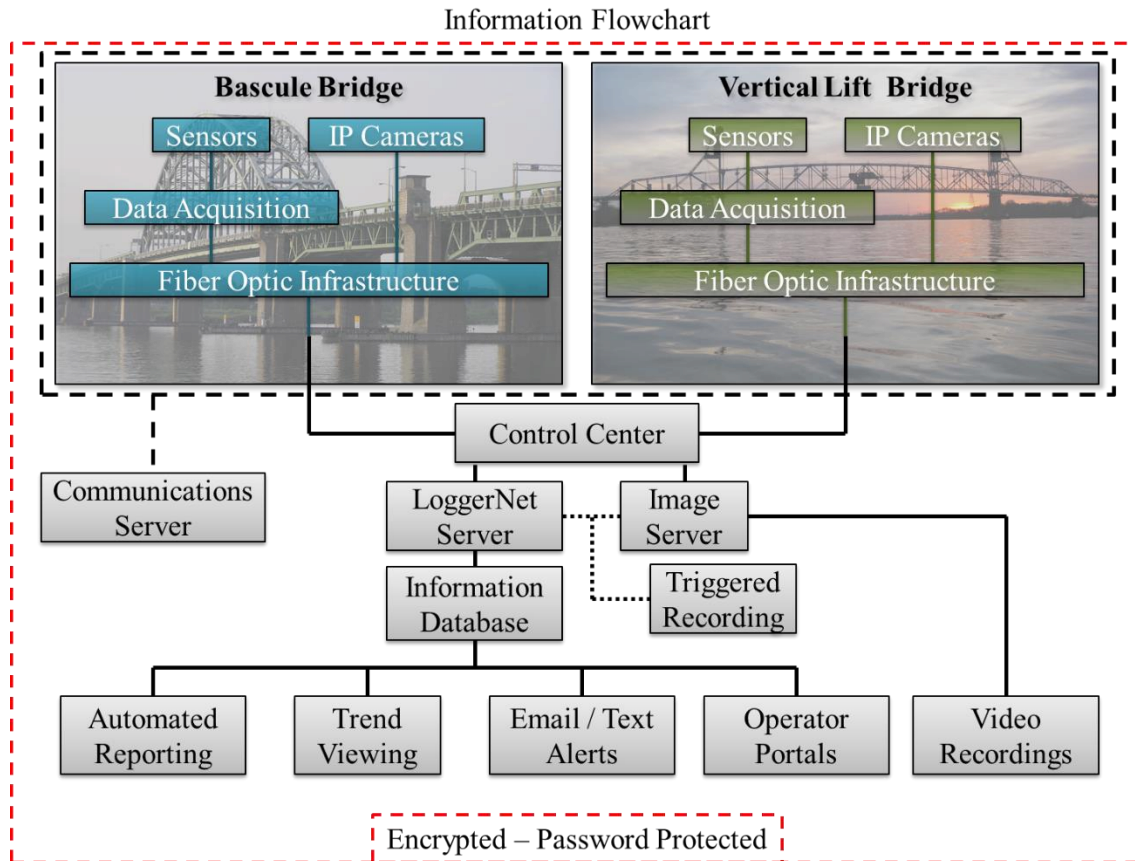 Information Flowchart
Bascule Bridge
Sensors
IP Cameras
Data Acquisition
Fiber Optic Infrastructure
Vertical Lift Bridge
Sensors
IP Cameras
Data Acquisition
Fiber Optic Infrastructure
Control Center
Communications
Server
LoggerNet
Server
Image
Server
Information
Database
Triggered
Recording
Automated
Reporting
Trend
Viewing
Email / Text
Alerts
Operator
Portals
Video
Recordings
Encrypted – Password Protected